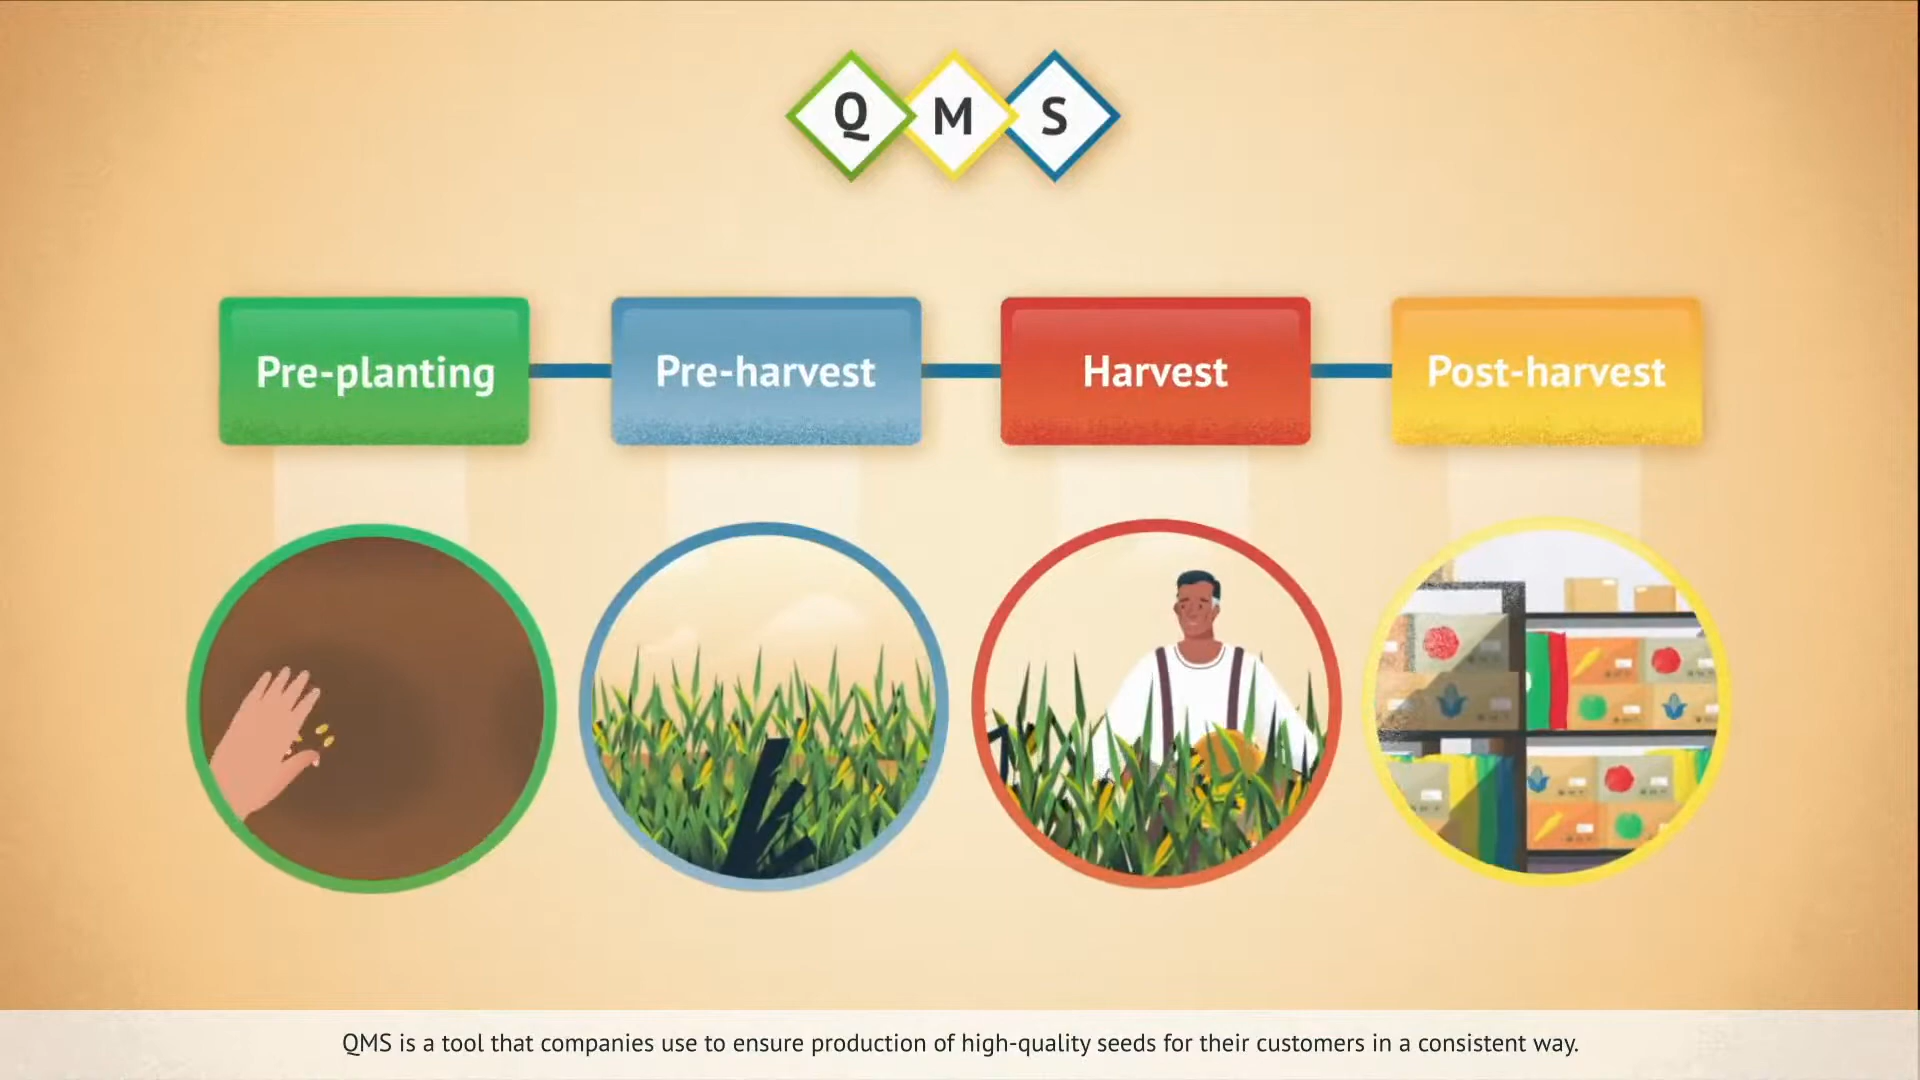 QMS
Pre-planting
Pre-harvest
Harvest
Post-harvest
QMS is a tool that companies use to ensure production of high-quality seeds for their customers in a consistent way.